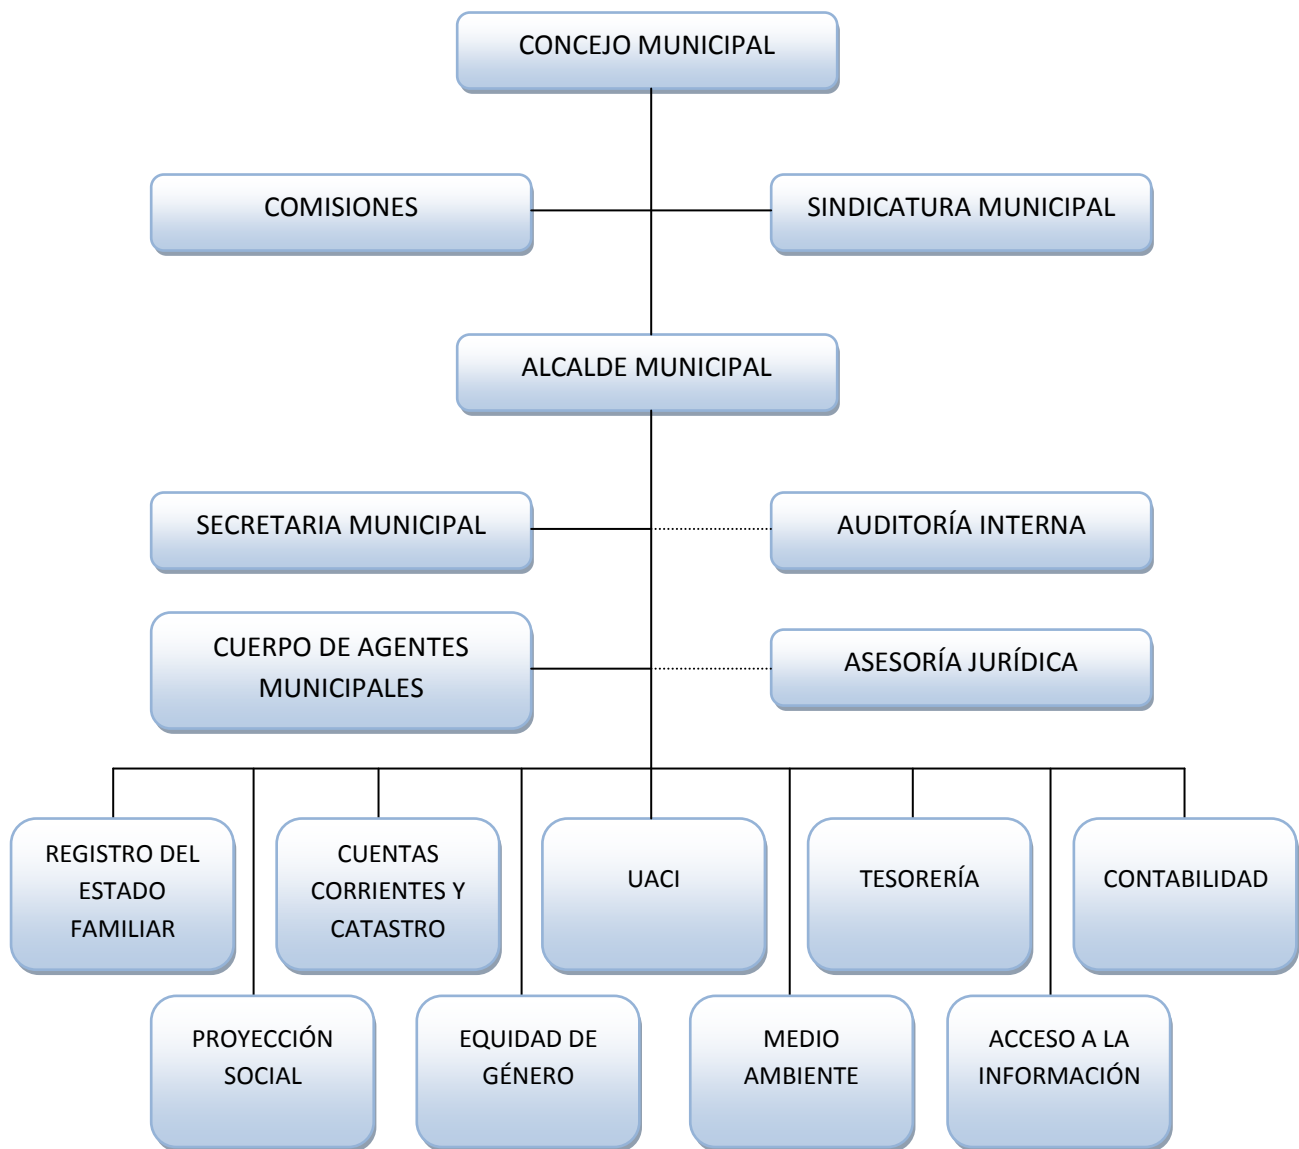 CONCEJO MUNICIPAL
COMISIONES
SINDICATURA MUNICIPAL
ALCALDE MUNICIPAL
SECRETARIA MUNICIPAL
AUDITORÍA INTERNA
CUERPO DE AGENTES
MUNICIPALES
ASESORÍA JURÍDICA
REGISTRO DEL
ESTADO
FAMILIAR
CUENTAS
CORRIENTES Y
CATASTRO
UACI
TESORERÍA
CONTABILIDAD
PROYECCIÓN
SOCIAL
EQUIDAD DE
GÉNERO
MEDIO
AMBIENTE
ACCESO A LA
INFORMACIÓN